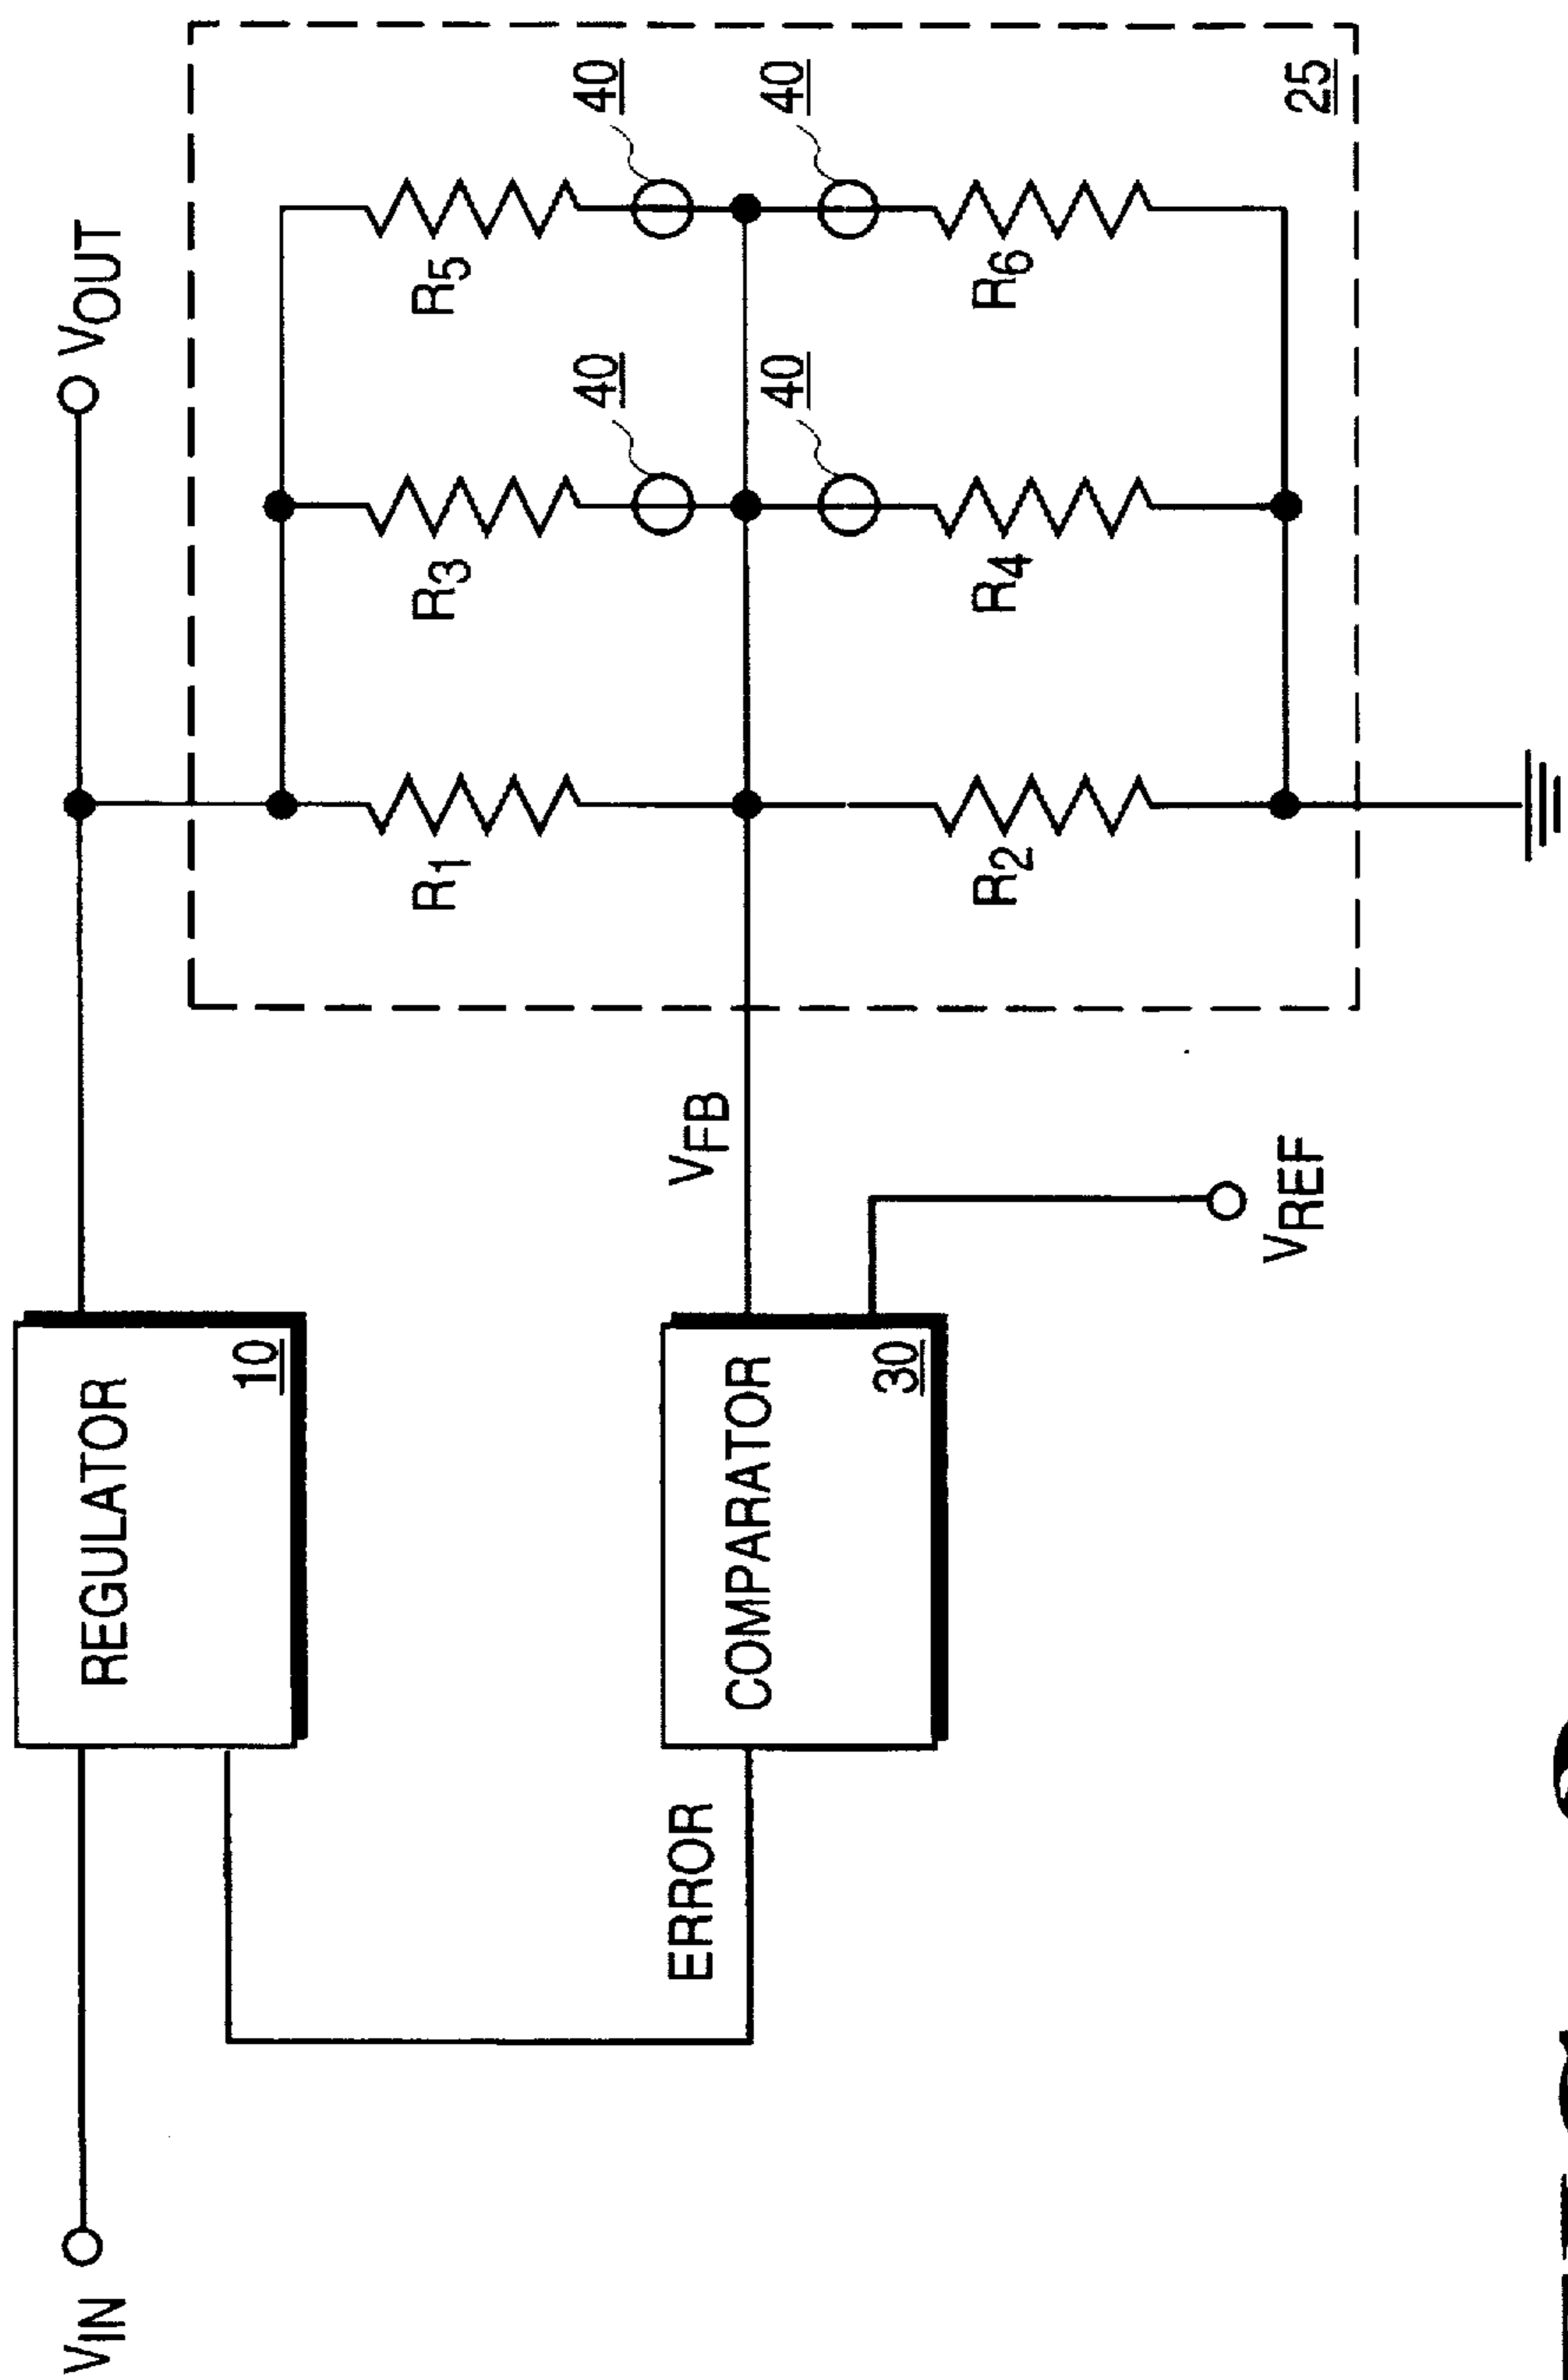 VIN
VOUT
REGULATOR
10
R1
R3
R5
40
40
40
40
R2
R4
R6
25
VFB
ERROR
COMPARATOR
30
VREF